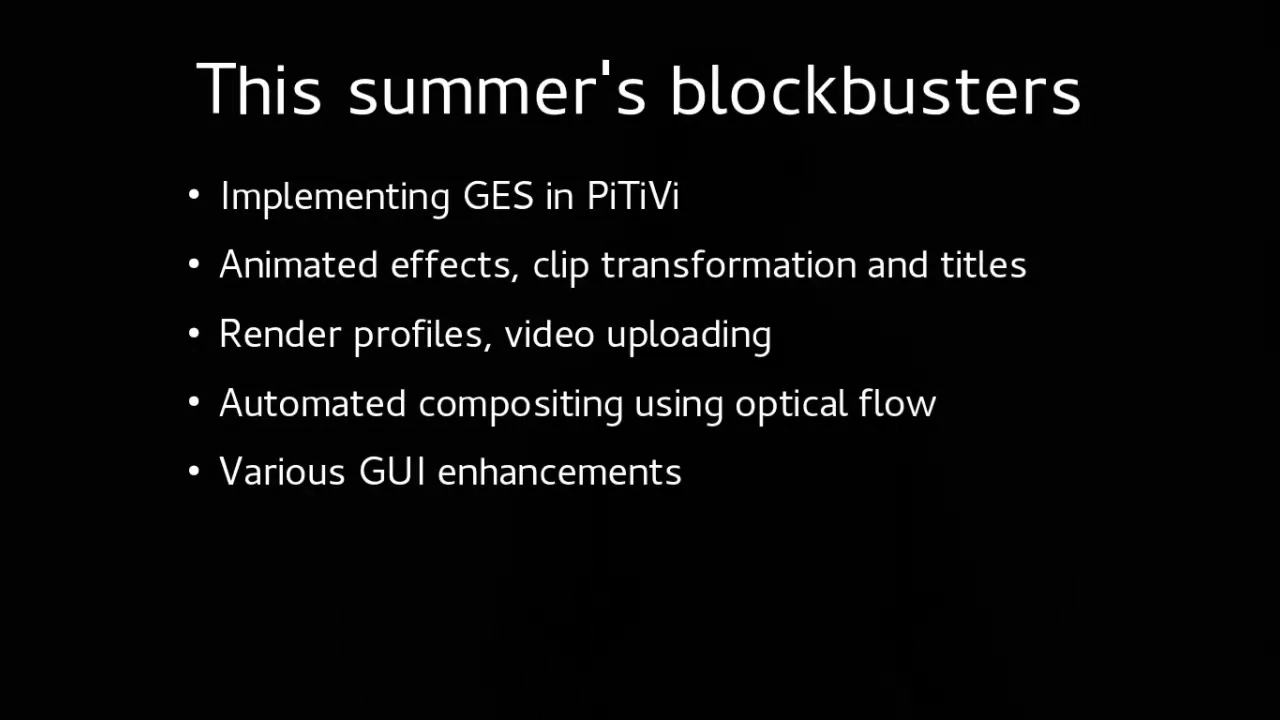 This summer's blockbusters
• Implementing GES in PiTiVi
• Animated effects, clip transformation and titles
• Render profiles, video uploading
• Automated compositing using optical flow
• Various GUI enhancements